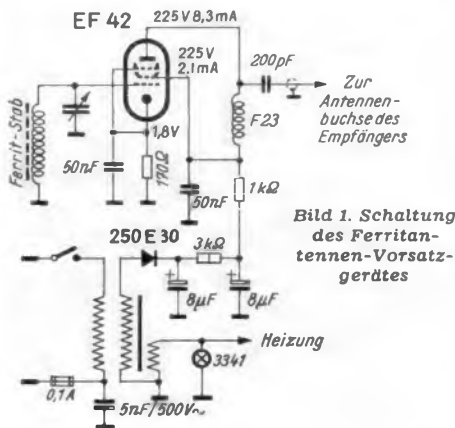 EF 42
225V 8,3mA
225V
2,1mA
200pF
Zur
Antennen-
buchse des
Empfängers
Ferrit-Stab
1,8V
F23
50nF
170Ω
50nF
1kΩ
Bild 1. Schaltung
des Ferritan-
tennen-Vorsatz-
gerätes
250 E 30
3kΩ
+
8µF
+
8µF
Heizung
3341
0,1A
5nF/500V~